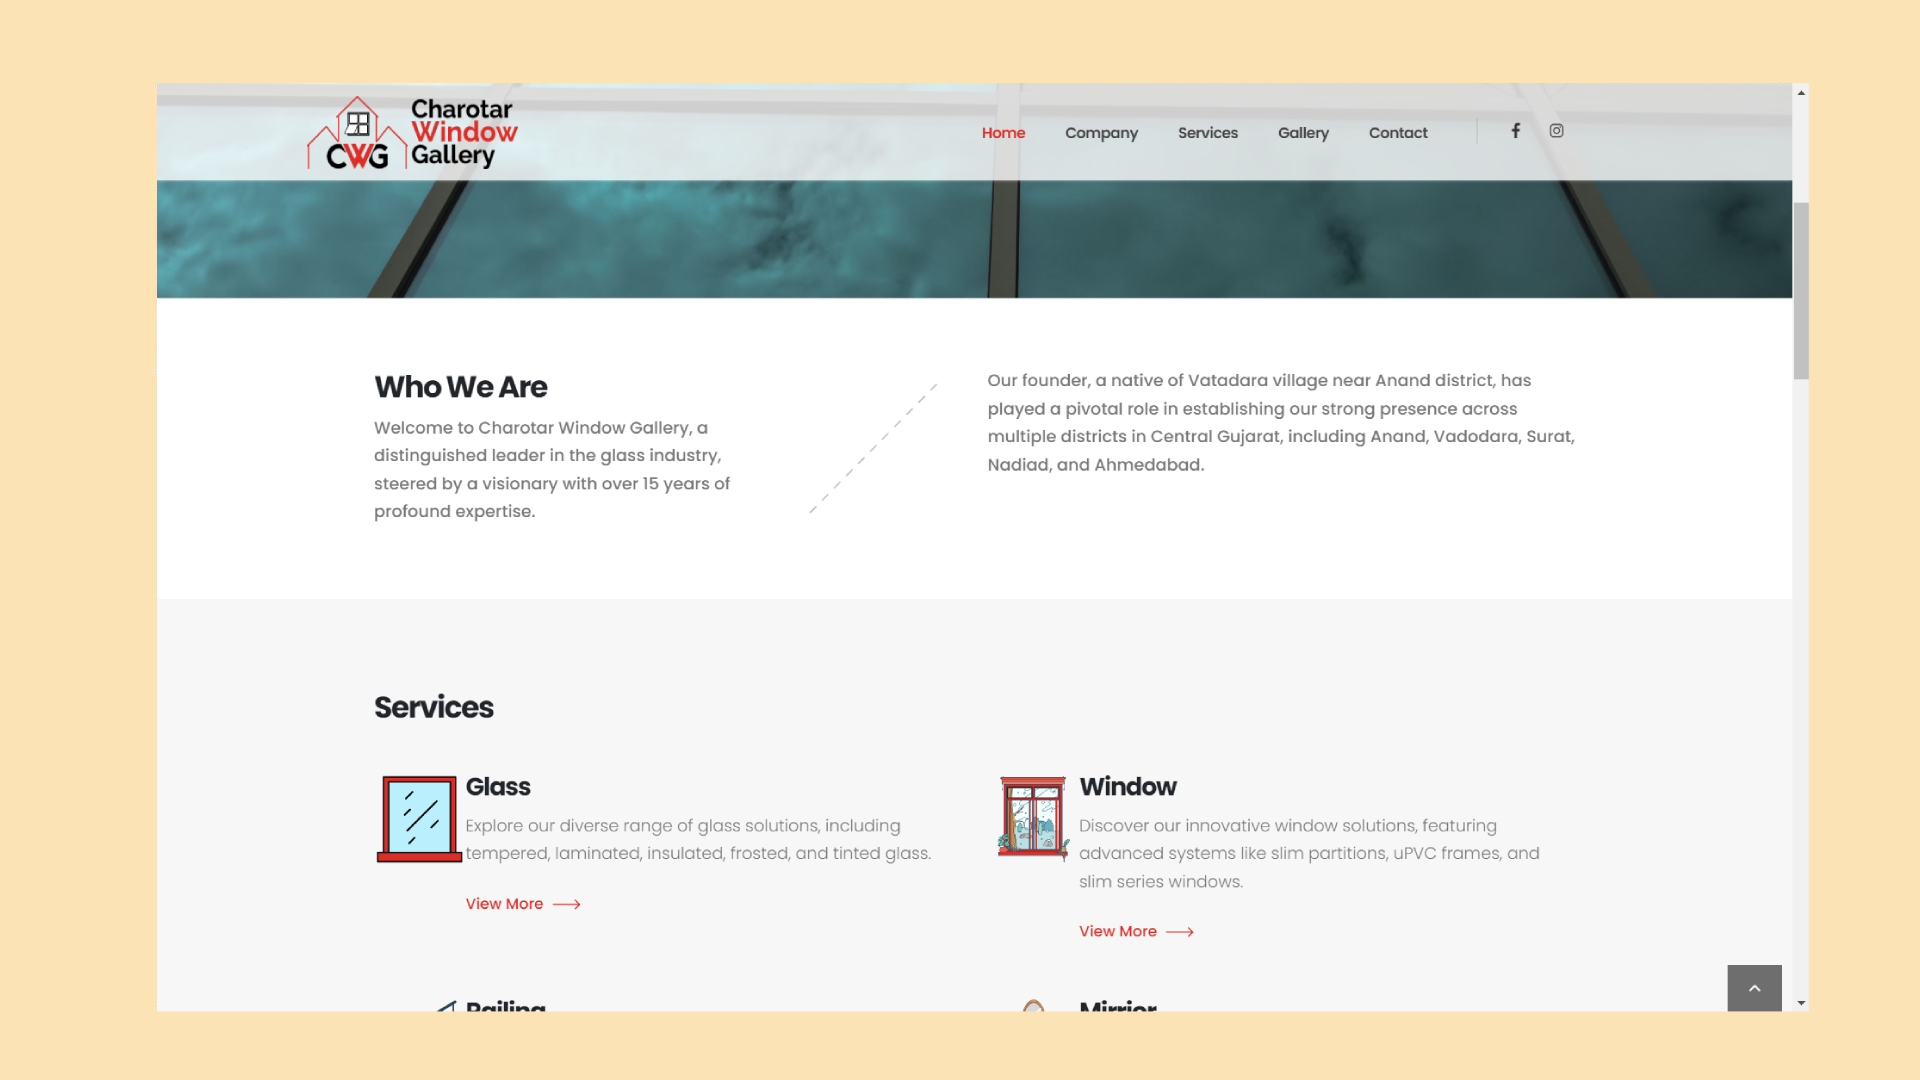 Charotar
Window
Gallery
CWG
Home
Company
Services
Gallery
Contact
Who We Are
Welcome to Charotar Window Gallery, a
distinguished leader in the glass industry,
steered by a visionary with over 15 years of
profound expertise.
Our founder, a native of Vatadara village near Anand district, has
played a pivotal role in establishing our strong presence across
multiple districts in Central Gujarat, including Anand, Vadodara, Surat,
Nadiad, and Ahmedabad.
Services
Glass
Explore our diverse range of glass solutions, including
tempered, laminated, insulated, frosted, and tinted glass.
View More
Window
Discover our innovative window solutions, featuring
advanced systems like slim partitions, uPVC frames, and
slim series windows.
View More
Railing
Mirrior